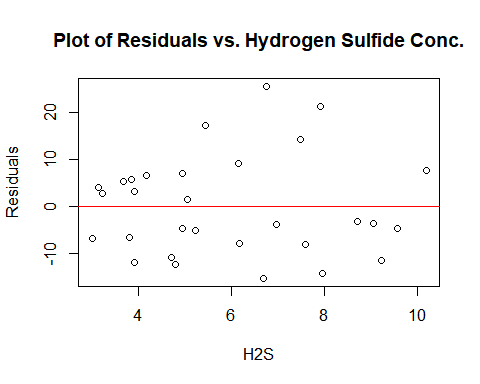 Plot of Residuals vs. Hydrogen Sulfide Conc.
Residuals
20
10
0
-10
4 6 8 10
H2S